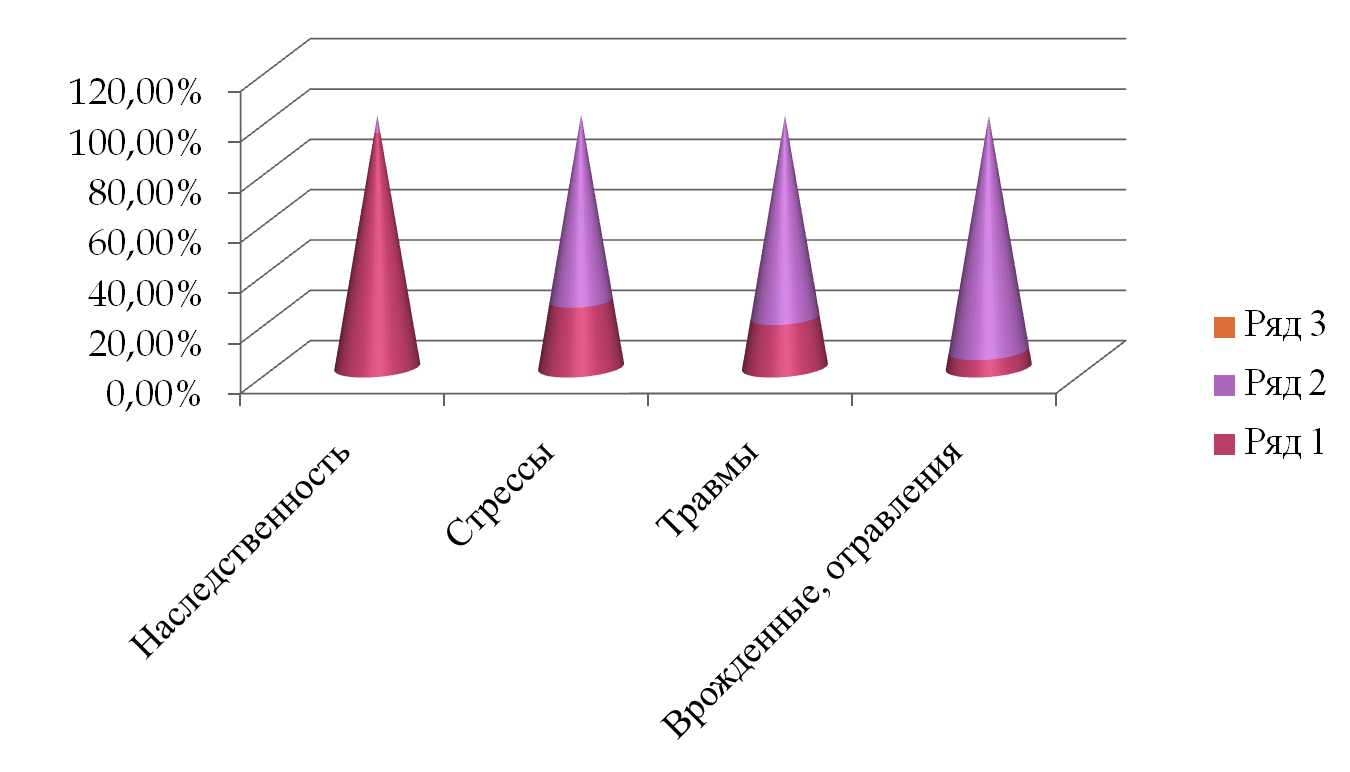 120,00%
100,00%
80,00%
60,00%
40,00%
20,00%
0,00%
Наследственность
Стрессы
Травмы
Врожденные, отравления
Ряд 3
Ряд 2
Ряд 1